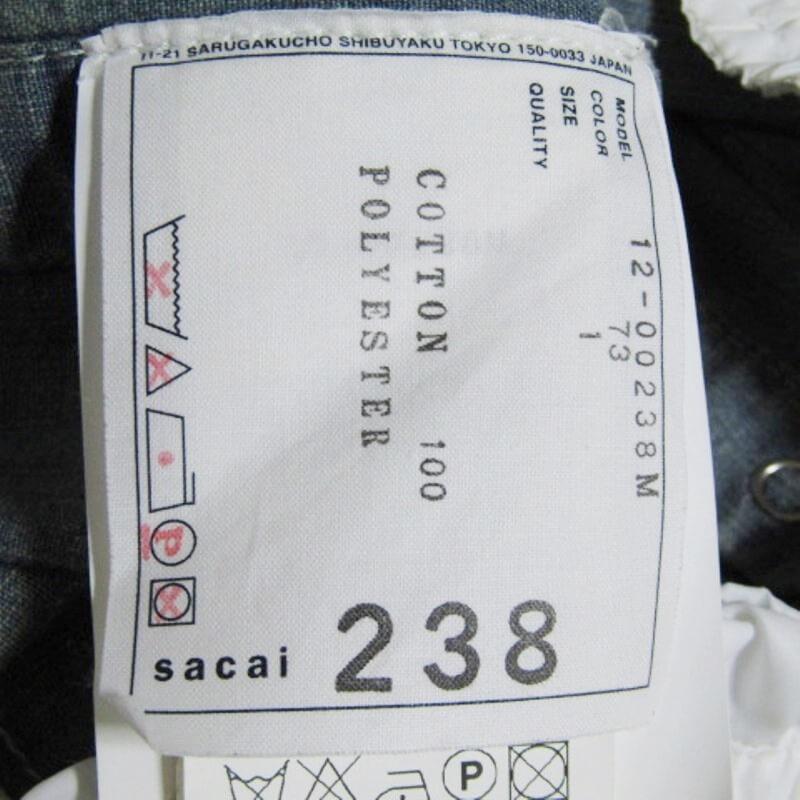 11-21 SARUGAKUCHO SHIBUYAKU TOKYO 150-0033 JAPAN
MODEL 12-00238M
COLOR 73
SIZE 1
QUALITY
COTTON 100
POLYESTER
P
sacai 238
P